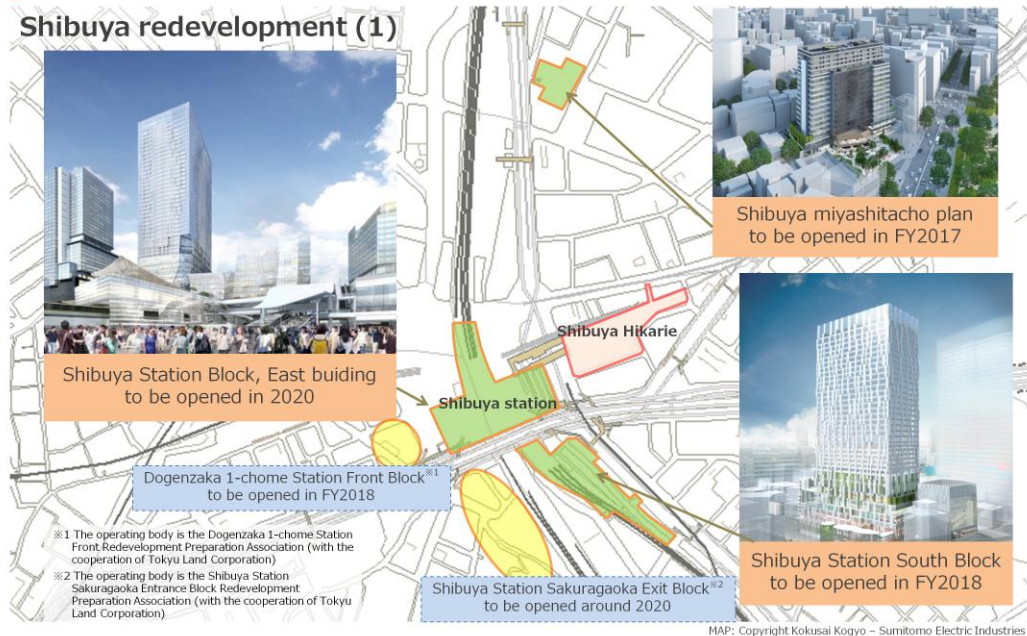 Shibuya redevelopment (1)
Shibuya miyashitacho plan
to be opened in FY2017
Shibuya Hikarie
Shibuya Station Block, East buiding
to be opened in 2020
Shibuya station
Dogenzaka 1-chome Station Front Block※1
to be opened in FY2018
※1 The operating body is the Dogenzaka 1-chome Station
Front Redevelopment Preparation Association (with the
cooperation of Tokyu Land Corporation)
※2 The operating body is the Shibuya Station
Sakuragaoka Entrance Block Redevelopment
Preparation Association (with the cooperation of Tokyu
Land Corporation)
Shibuya Station Sakuragaoka Exit Block※2
to be opened around 2020
Shibuya Station South Block
to be opened in FY2018
MAP: Copyright Kokusai Kogyo – Sumitomo Electric Industries